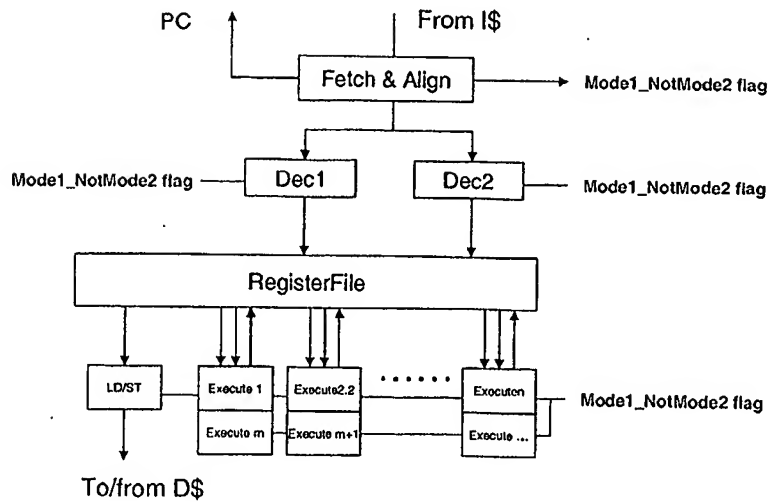 PC
From I$
Fetch & Align
Mode1_NotMode2 flag
Dec1
Dec2
Mode1_NotMode2 flag
Mode1_NotMode2 flag
RegisterFile
LD/ST
Execute 1
Execute2,2
Executen
Mode1_NotMode2 flag
Execute m
Execute m+1
Execute ...
To/from D$